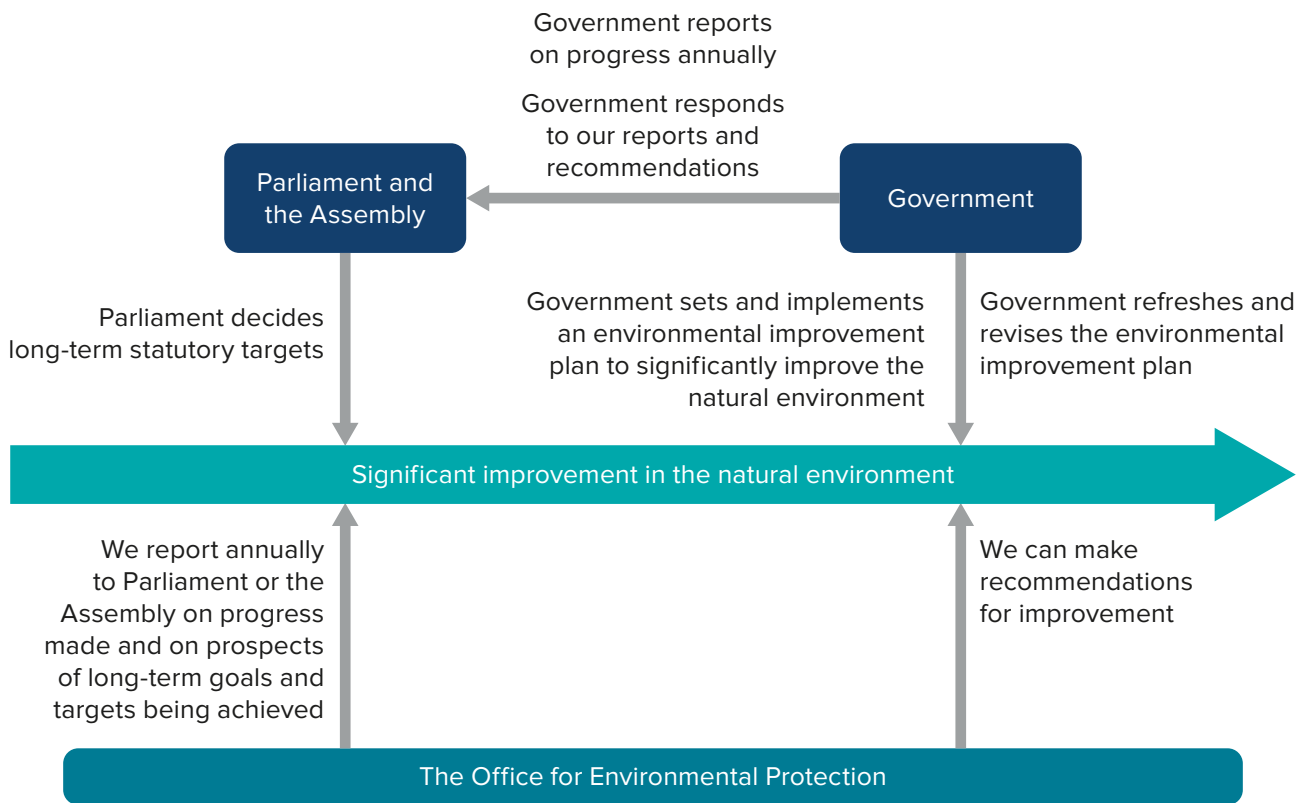 Government reports
on progress annually
Government responds
to our reports and
recommendations
Parliament and
the Assembly
Government
Parliament decides
long-term statutory targets
Government sets and implements
an environmental improvement
plan to significantly improve the
natural environment
Government refreshes and
revises the environmental
improvement plan
Significant improvement in the natural environment
We report annually
to Parliament or the
Assembly on progress
made and on prospects
of long-term goals and
targets being achieved
We can make
recommendations
for improvement
The Office for Environmental Protection